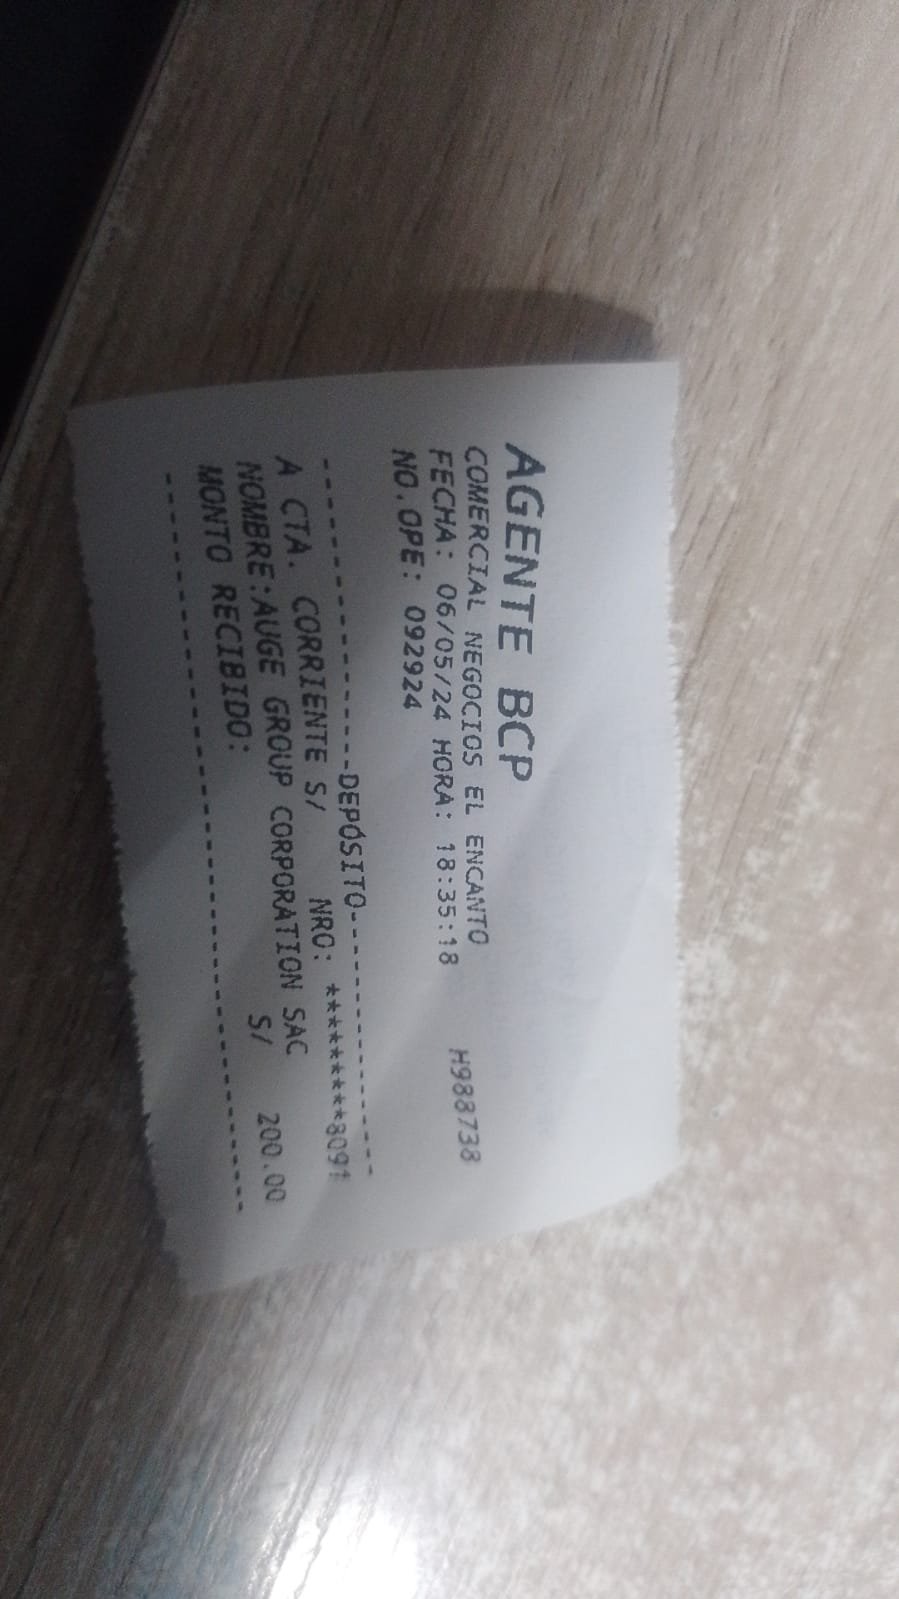 AGENTE BCP
COMERCIAL NEGOCIOS EL ENCANTO
FECHA: 06/05/24 HORA: 18:35:18 H988738
NO.OPE: 092924
--------------------DEPÓSITO--------------------
A CTA. CORRIENTE S/ NRO: **********8091
NOMBRE:AUGE GROUP CORPORATION SAC
MONTO RECIBIDO: S/ 200.00
------------------------------------------------